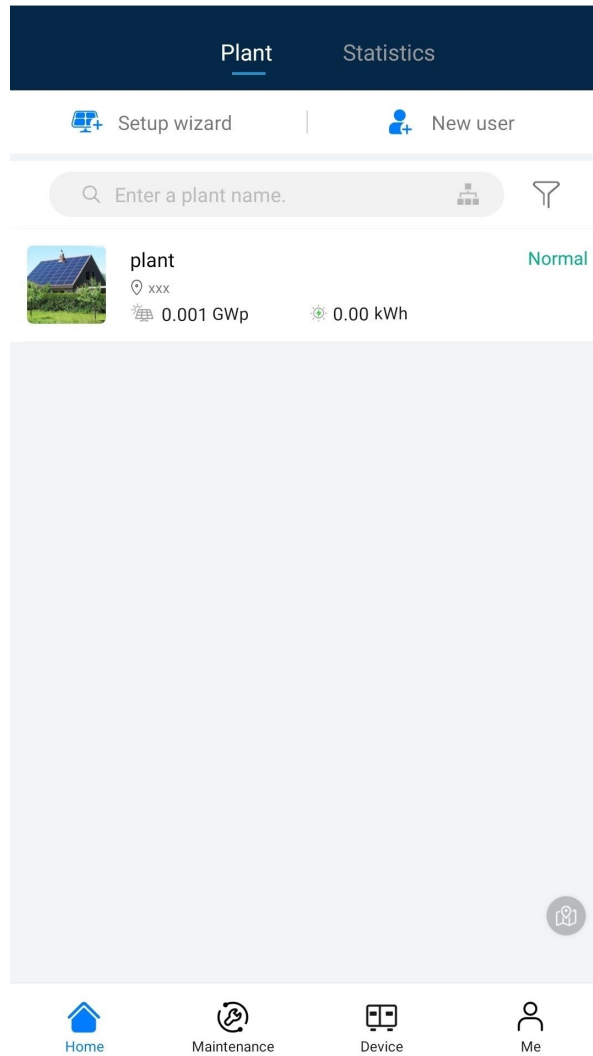 Plant Statistics
Setup wizard New user
Enter a plant name.
plant Normal
xxx
0.001 GWp 0.00 kWh
Home Maintenance Device Me